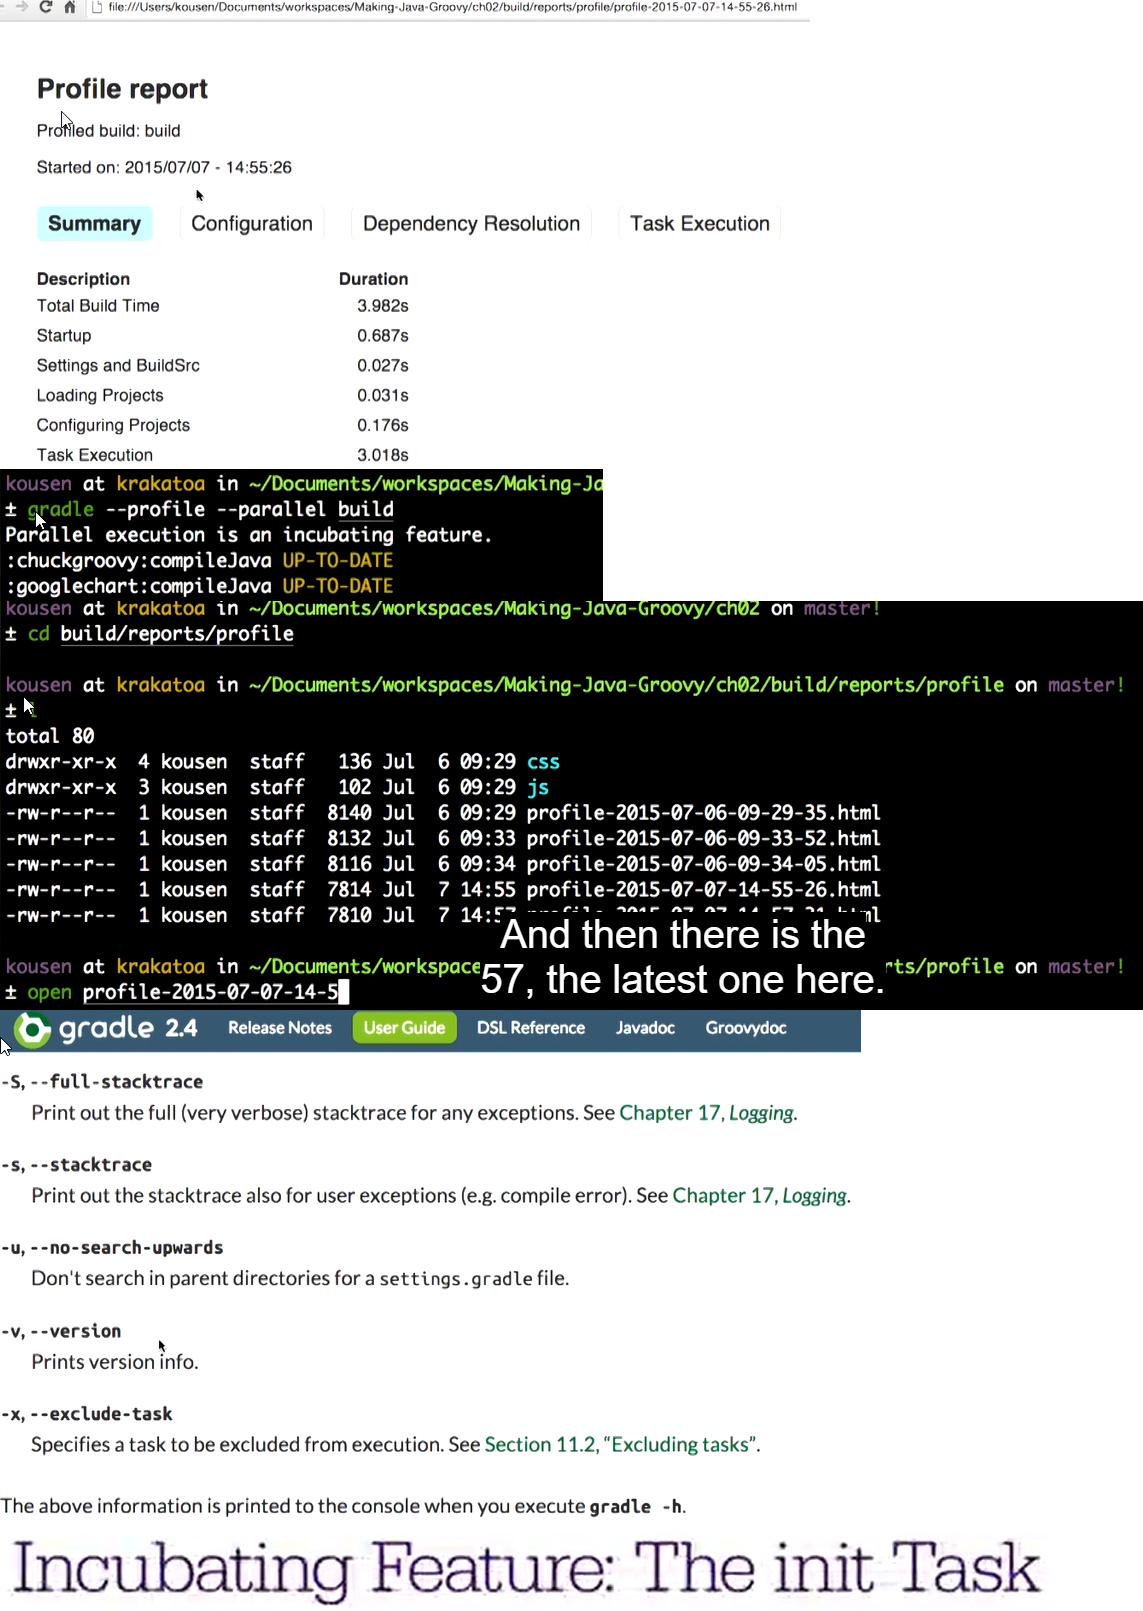 file:///Users/kousen/Documents/workspaces/Making-Java-Groovy/ch02/build/reports/profile/profile-2015-07-07-14-55-26.html
Profile report
Profiled build: build
Started on: 2015/07/07 - 14:55:26
Summary Configuration Dependency Resolution Task Execution
Description Duration
Total Build Time 3.982s
Startup 0.687s
Settings and BuildSrc 0.027s
Loading Projects 0.031s
Configuring Projects 0.176s
Task Execution 3.018s
kousen at krakatoa in ~/Documents/workspaces/Making-Ja
± gradle --profile --parallel build
Parallel execution is an incubating feature.
:chuckgroovy:compileJava UP-TO-DATE
:googlechart:compileJava UP-TO-DATE
kousen at krakatoa in ~/Documents/workspaces/Making-Java-Groovy/ch02 on master!
± cd build/reports/profile
kousen at krakatoa in ~/Documents/workspaces/Making-Java-Groovy/ch02/build/reports/profile on master!
± l
total 80
drwxr-xr-x 4 kousen staff 136 Jul 6 09:29 css
drwxr-xr-x 3 kousen staff 102 Jul 6 09:29 js
-rw-r--r-- 1 kousen staff 8140 Jul 6 09:29 profile-2015-07-06-09-29-35.html
-rw-r--r-- 1 kousen staff 8132 Jul 6 09:33 profile-2015-07-06-09-33-52.html
-rw-r--r-- 1 kousen staff 8116 Jul 6 09:34 profile-2015-07-06-09-34-05.html
-rw-r--r-- 1 kousen staff 7814 Jul 7 14:55 profile-2015-07-07-14-55-26.html
-rw-r--r-- 1 kousen staff 7810 Jul 7 14:57 profile-2015-07-07-14-57-31.html
And then there is the
kousen at krakatoa in ~/Documents/workspace rts/profile on master!
57, the latest one here.
± open profile-2015-07-07-14-5
gradle 2.4 Release Notes User Guide DSL Reference Javadoc Groovydoc
-S, --full-stacktrace
Print out the full (very verbose) stacktrace for any exceptions. See Chapter 17, Logging.
-s, --stacktrace
Print out the stacktrace also for user exceptions (e.g. compile error). See Chapter 17, Logging.
-u, --no-search-upwards
Don't search in parent directories for a settings.gradle file.
-v, --version
Prints version info.
-x, --exclude-task
Specifies a task to be excluded from execution. See Section 11.2, “Excluding tasks”.
The above information is printed to the console when you execute gradle -h.
Incubating Feature: The init Task